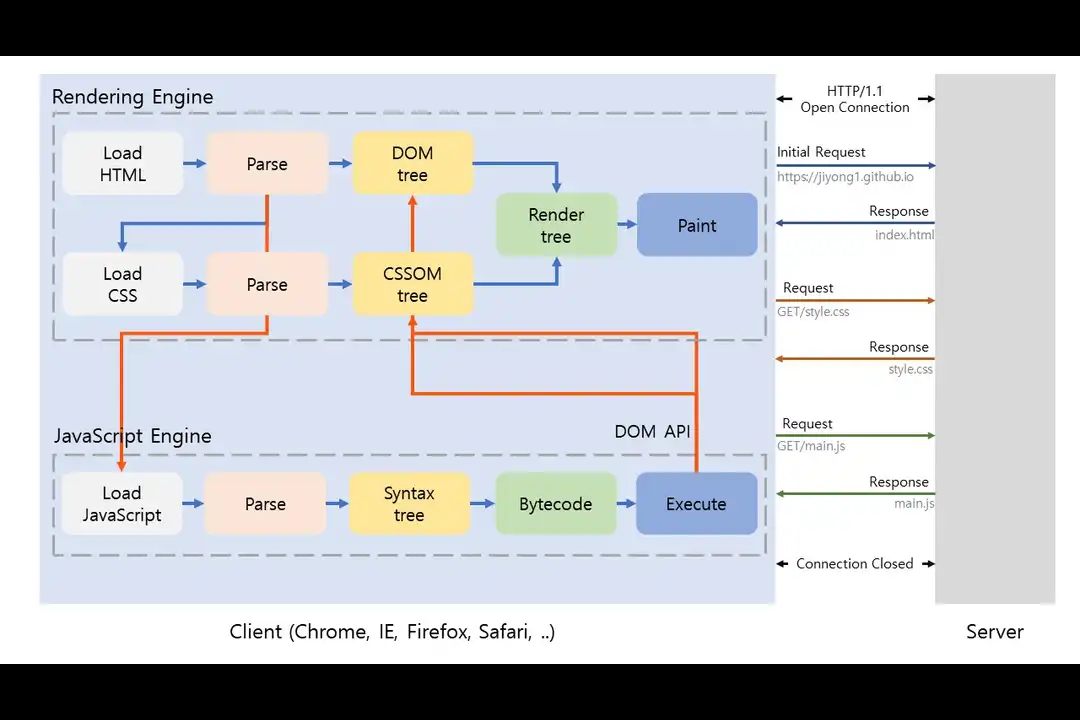 Rendering Engine
Load
HTML
Parse
DOM
tree
Render
tree
Paint
Load
CSS
Parse
CSSOM
tree
JavaScript Engine
DOM API
Load
JavaScript
Parse
Syntax
tree
Bytecode
Execute
Client (Chrome, IE, Firefox, Safari, ..)
HTTP/1.1
Open Connection
Initial Request
https://jiyong1.github.io
Response
index.html
Request
GET/style.css
Response
style.css
Request
GET/main.js
Response
main.js
Connection Closed
Server